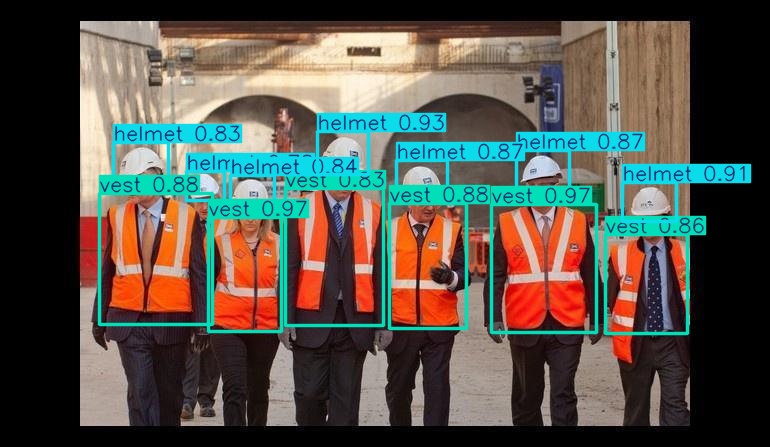 helmet 0.83
helmet 0.93
helmet 0.87
helmet 0.87
helm
helmet 0.84
helmet 0.91
vest 0.88
vest 0.83
vest 0.88
vest 0.97
vest 0.97
vest 0.86